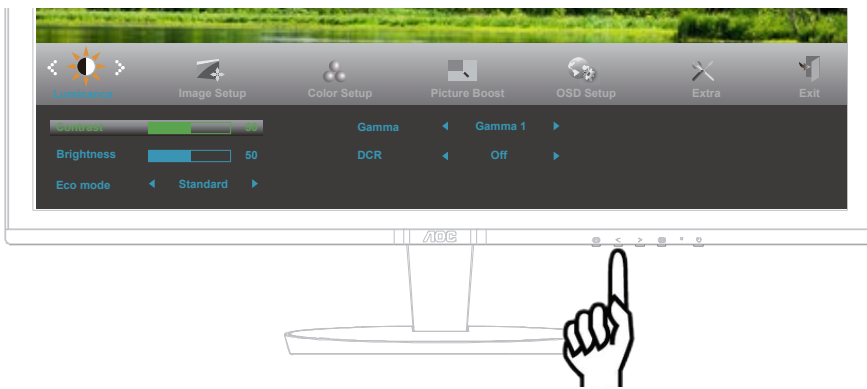 Luminance Image Setup Color Setup Picture Boost OSD Setup Extra Exit
Contrast 50 Gamma Gamma 1
Brightness 50 DCR Off
Eco mode Standard
AOC